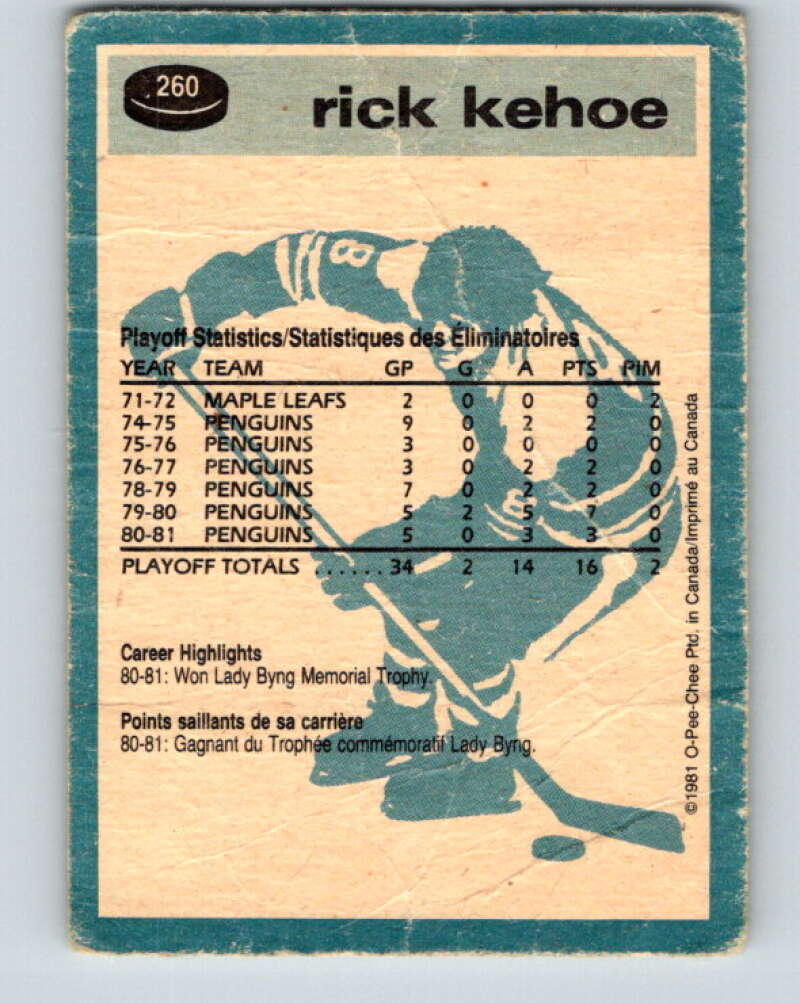 260
rick kehoe
8
Playoff Statistics/Statistiques des Éliminatoires
YEAR TEAM GP G A PTS PIM
71-72 MAPLE LEAFS 2 0 0 0 2
74-75 PENGUINS 9 0 2 2 0
75-76 PENGUINS 3 0 0 0 0
76-77 PENGUINS 3 0 2 2 0
78-79 PENGUINS 7 0 2 2 0
79-80 PENGUINS 5 2 5 7 0
80-81 PENGUINS 5 0 3 3 0
8
PLAYOFF TOTALS ...... 34 2 14 16 2
Career Highlights
80-81: Won Lady Byng Memorial Trophy.
Points saillants de sa carrière
80-81: Gagnant du Trophée commémoratif Lady Byng.
©1981 O-Pee-Chee Ptd. in Canada/Imprimé au Canada